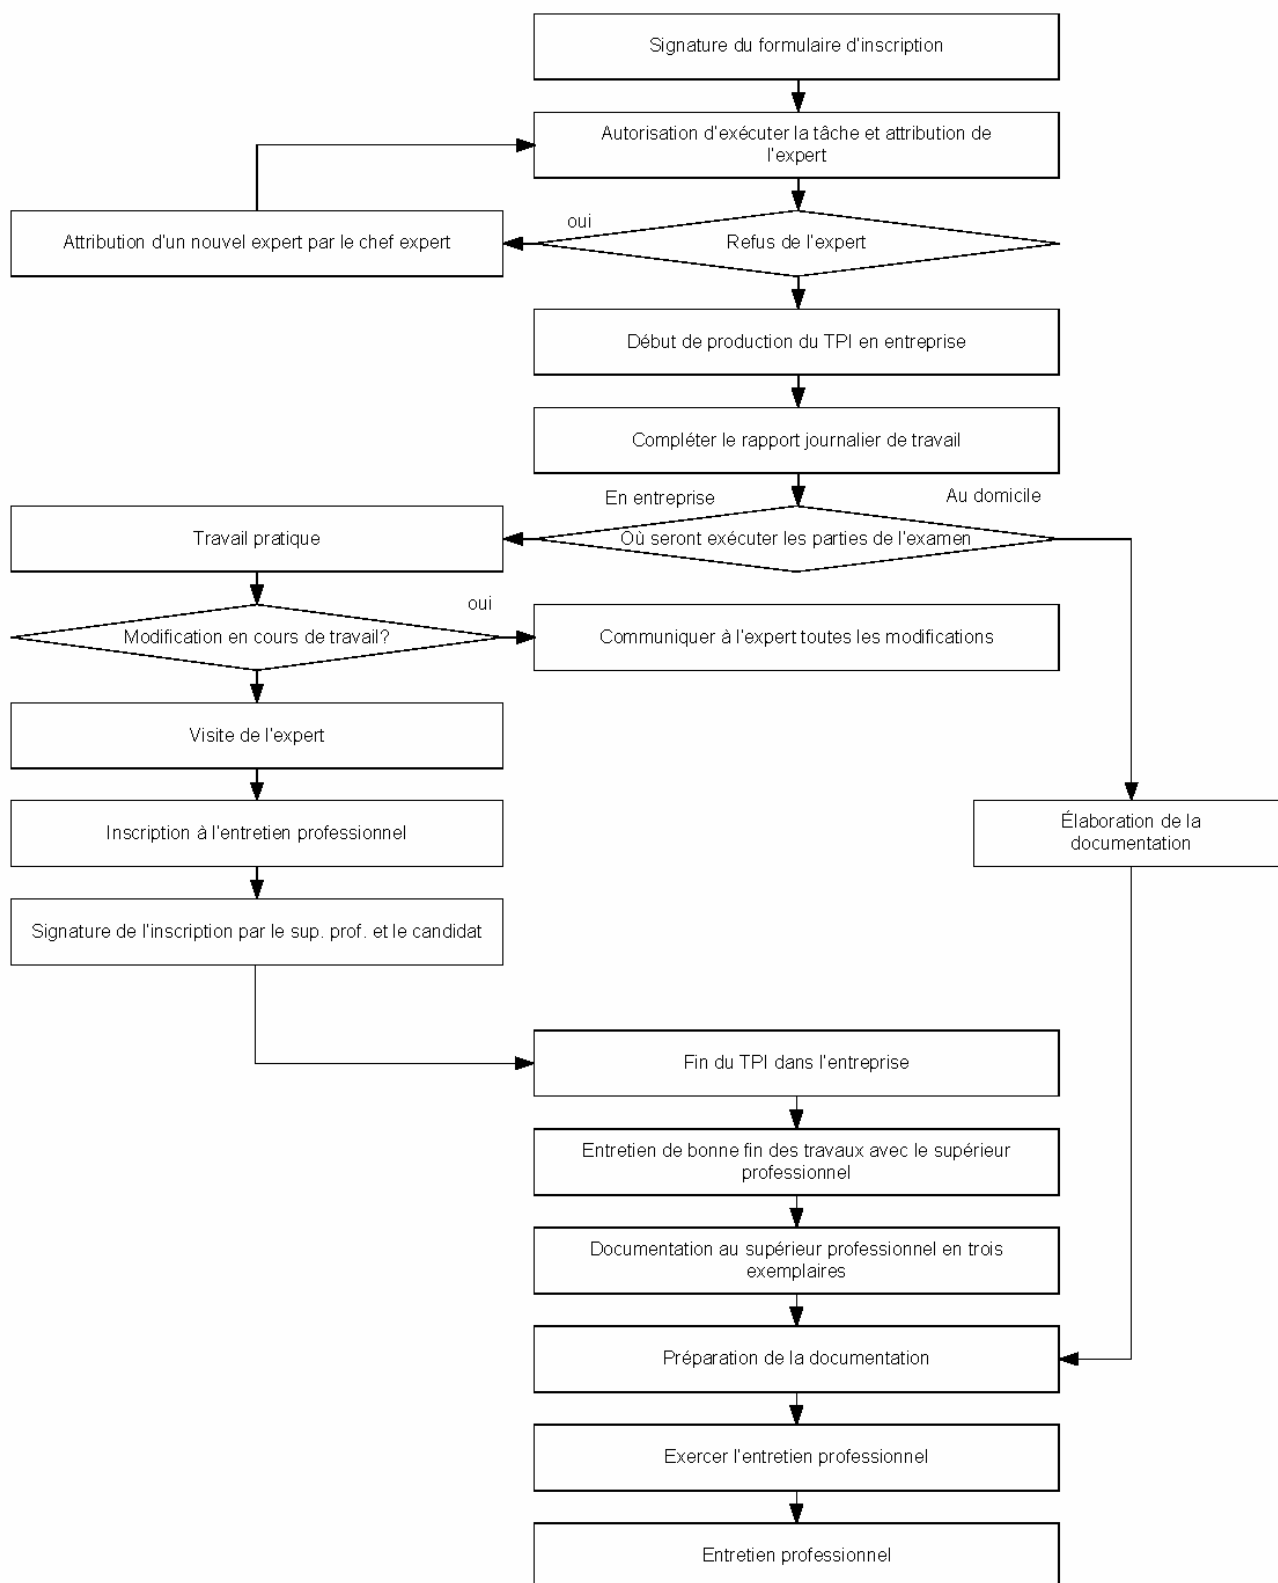 Signature du formulaire d'inscription
Autorisation d'exécuter la tâche et attribution de
l'expert
oui
Attribution d'un nouvel expert par le chef expert
Refus de l'expert
Début de production du TPI en entreprise
Compléter le rapport journalier de travail
En entreprise
Au domicile
Travail pratique
Où seront exécuter les parties de l'examen
oui
Modification en cours de travail?
Communiquer à l'expert toutes les modifications
Visite de l'expert
Inscription à l'entretien professionnel
Élaboration de la
documentation
Signature de l'inscription par le sup. prof. et le candidat
Fin du TPI dans l'entreprise
Entretien de bonne fin des travaux avec le supérieur
professionnel
Documentation au supérieur professionnel en trois
exemplaires
Préparation de la documentation
Exercer l'entretien professionnel
Entretien professionnel